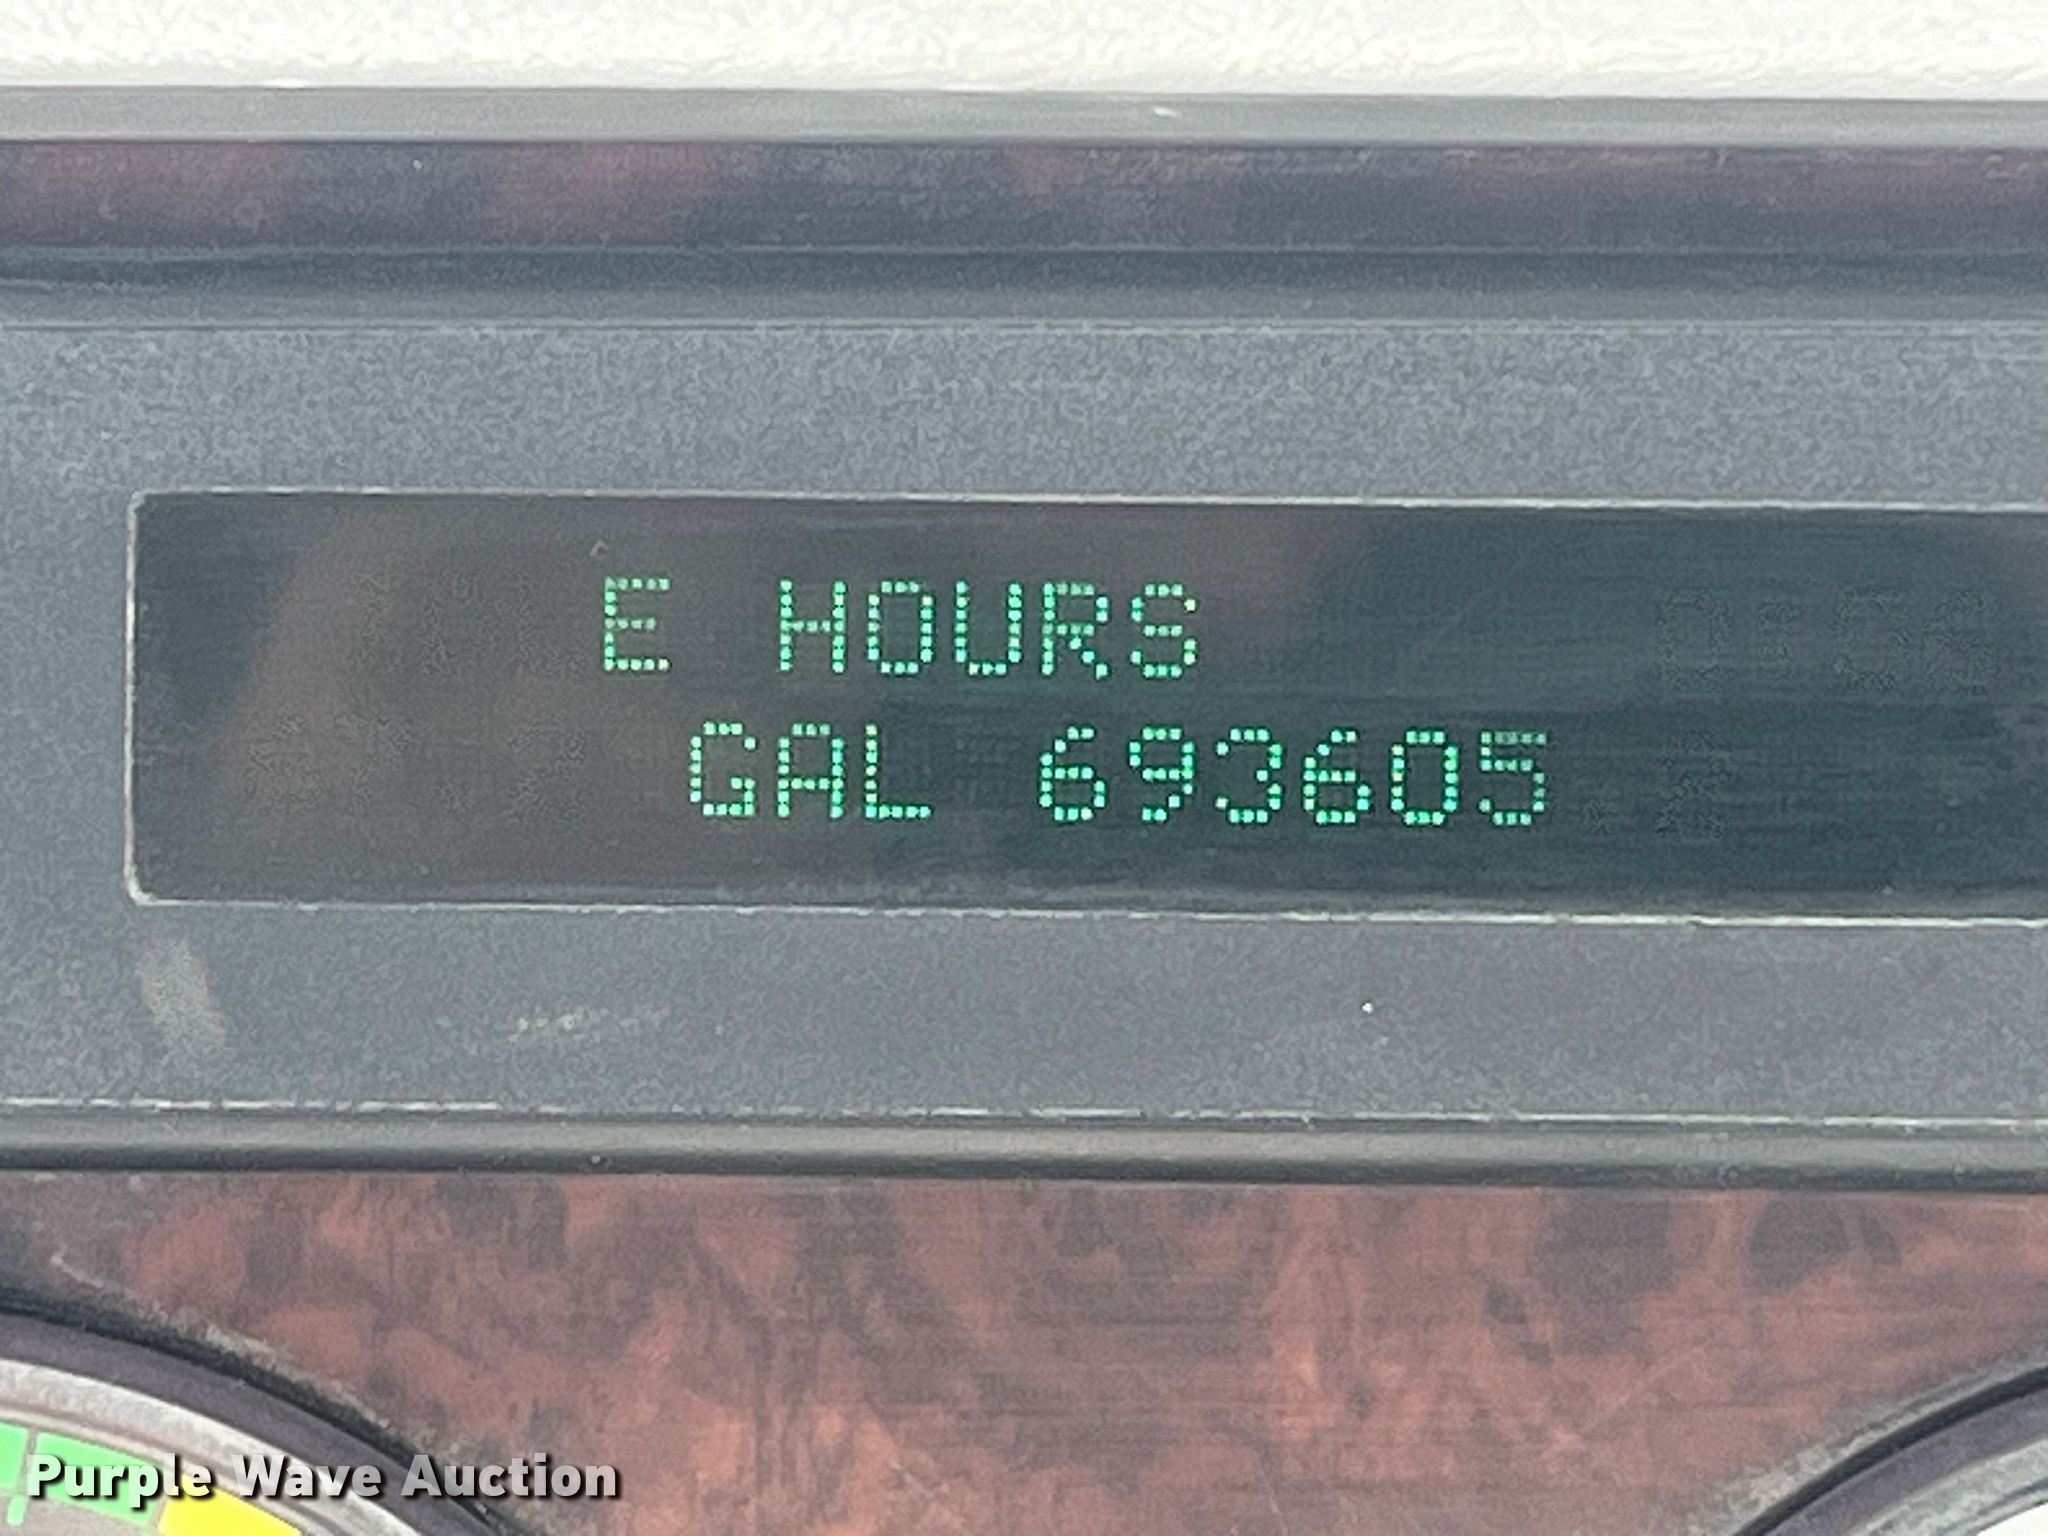 E HOURS
GAL 693605
Purple Wave Auction